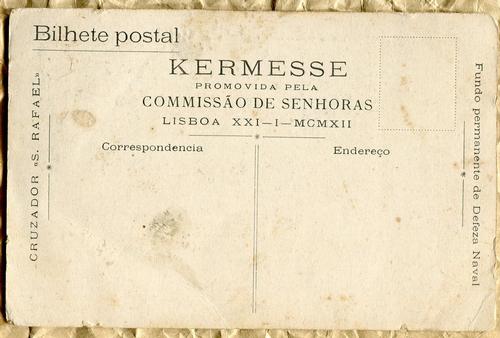 Bilhete postal
KERMESSE
PROMOVIDA PELA
COMMISSÃO DE SENHORAS
LISBOA XXI—I—MCMXII
Correspondencia
Endereço
CRUZADOR «S. RAFAEL»
Fundo permanente de Defeza Naval